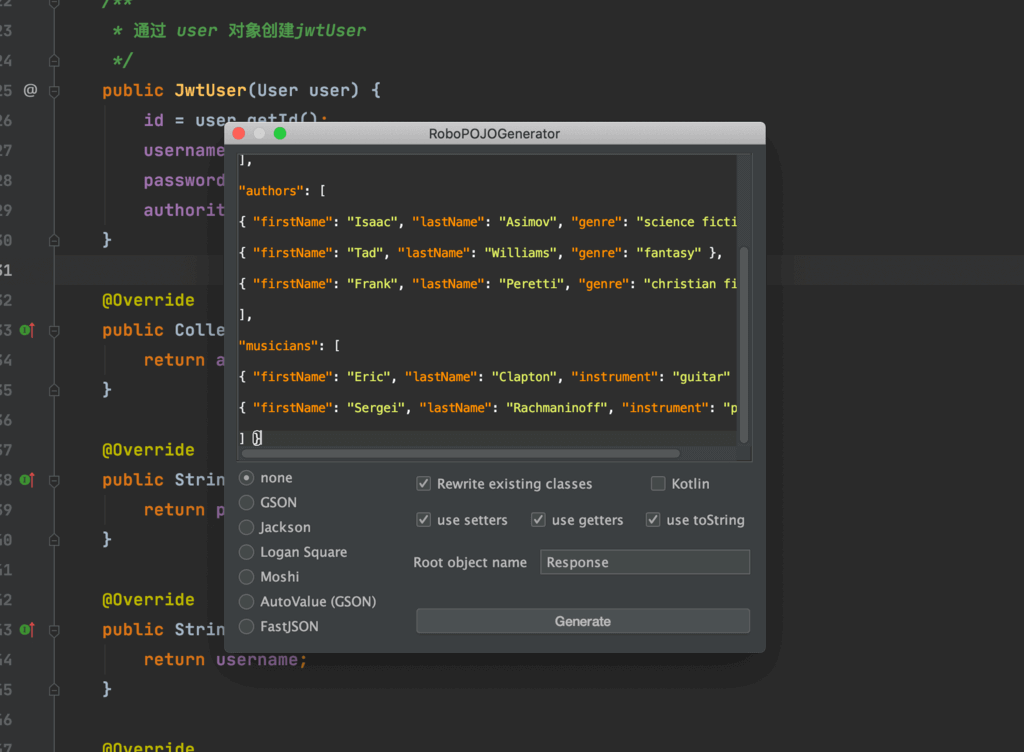 22 /**
23 * 通过 user 对象创建jwtUser
24 */
25 @ public JwtUser(User user) {
26 id = user.getId();
27 username
28 password
29 authorit
30 }
31
32 @Override
33 public Colle
34 return a
35 }
36
37 @Override
38 public Strin
39 return p
40 }
41
42 @Override
43 public Strin
44 return username;
45 }
46
47 @Override
RoboPOJOGenerator
],
"authors": [
{ "firstName": "Isaac", "lastName": "Asimov", "genre": "science ficti
{ "firstName": "Tad", "lastName": "Williams", "genre": "fantasy" },
{ "firstName": "Frank", "lastName": "Peretti", "genre": "christian fi
],
"musicians": [
{ "firstName": "Eric", "lastName": "Clapton", "instrument": "guitar"
{ "firstName": "Sergei", "lastName": "Rachmaninoff", "instrument": "p
] }
none
GSON
Jackson
Logan Square
Moshi
AutoValue (GSON)
FastJSON
Rewrite existing classes
Kotlin
use setters
use getters
use toString
Root object name
Response
Generate